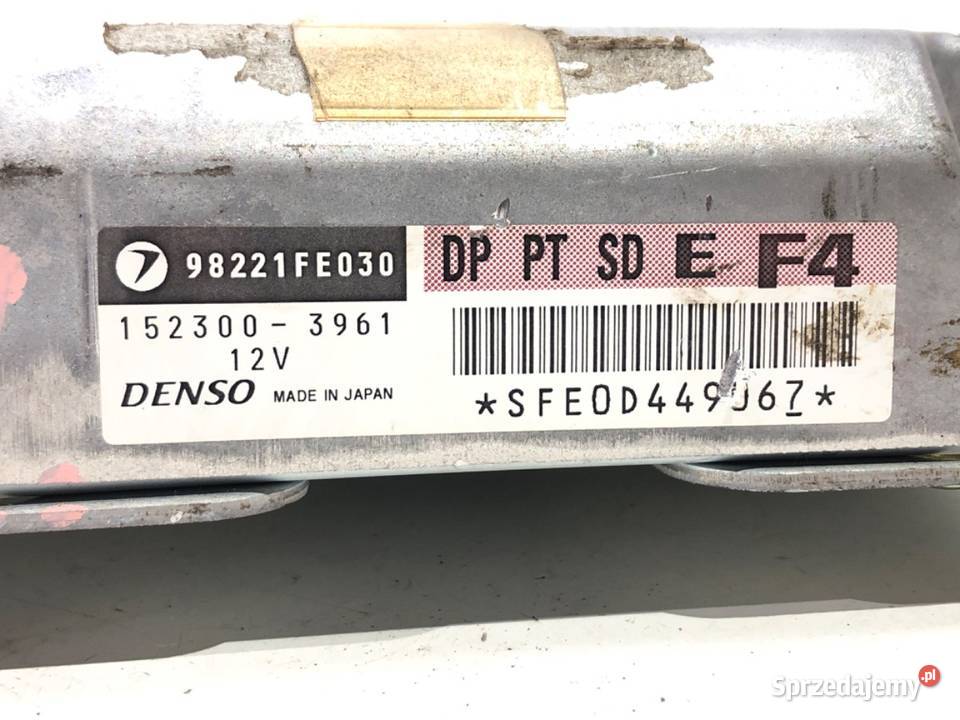 98221FE030
DP PT SD E F4
152300-3961
12V
DENSO MADE IN JAPAN
Sprzedajemy.pl